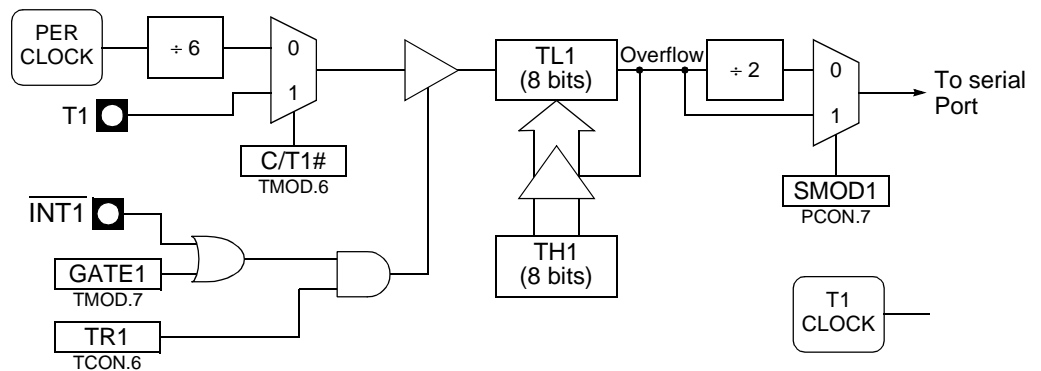 PER
CLOCK
÷ 6
0
1
T1
C/T1#
TMOD.6
INT1
GATE1
TMOD.7
TR1
TCON.6
TL1
(8 bits)
Overflow
÷ 2
0
1
To serial
Port
SMOD1
PCON.7
TH1
(8 bits)
T1
CLOCK